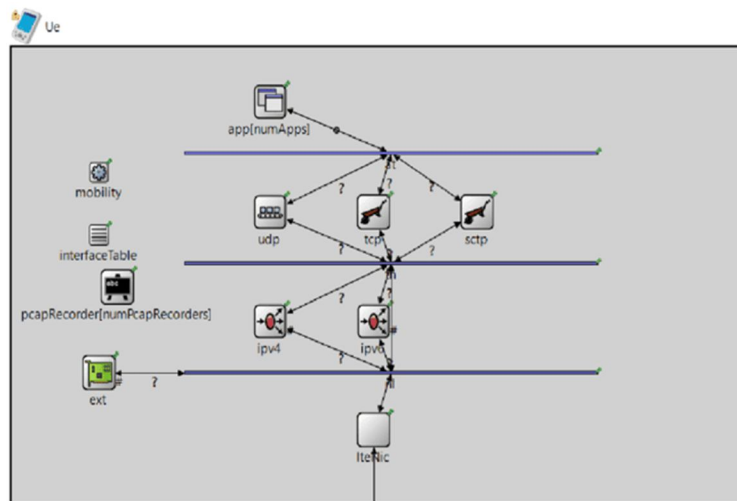 Ue
app[numApps]
?
?
?
mobility
udp
tcp
sctp
interfaceTable
?
?
pcapRecorder[numPcapRecorders]
?
?
ipv4
#
ipv6
#
?
?
ext
#
?
lteNic